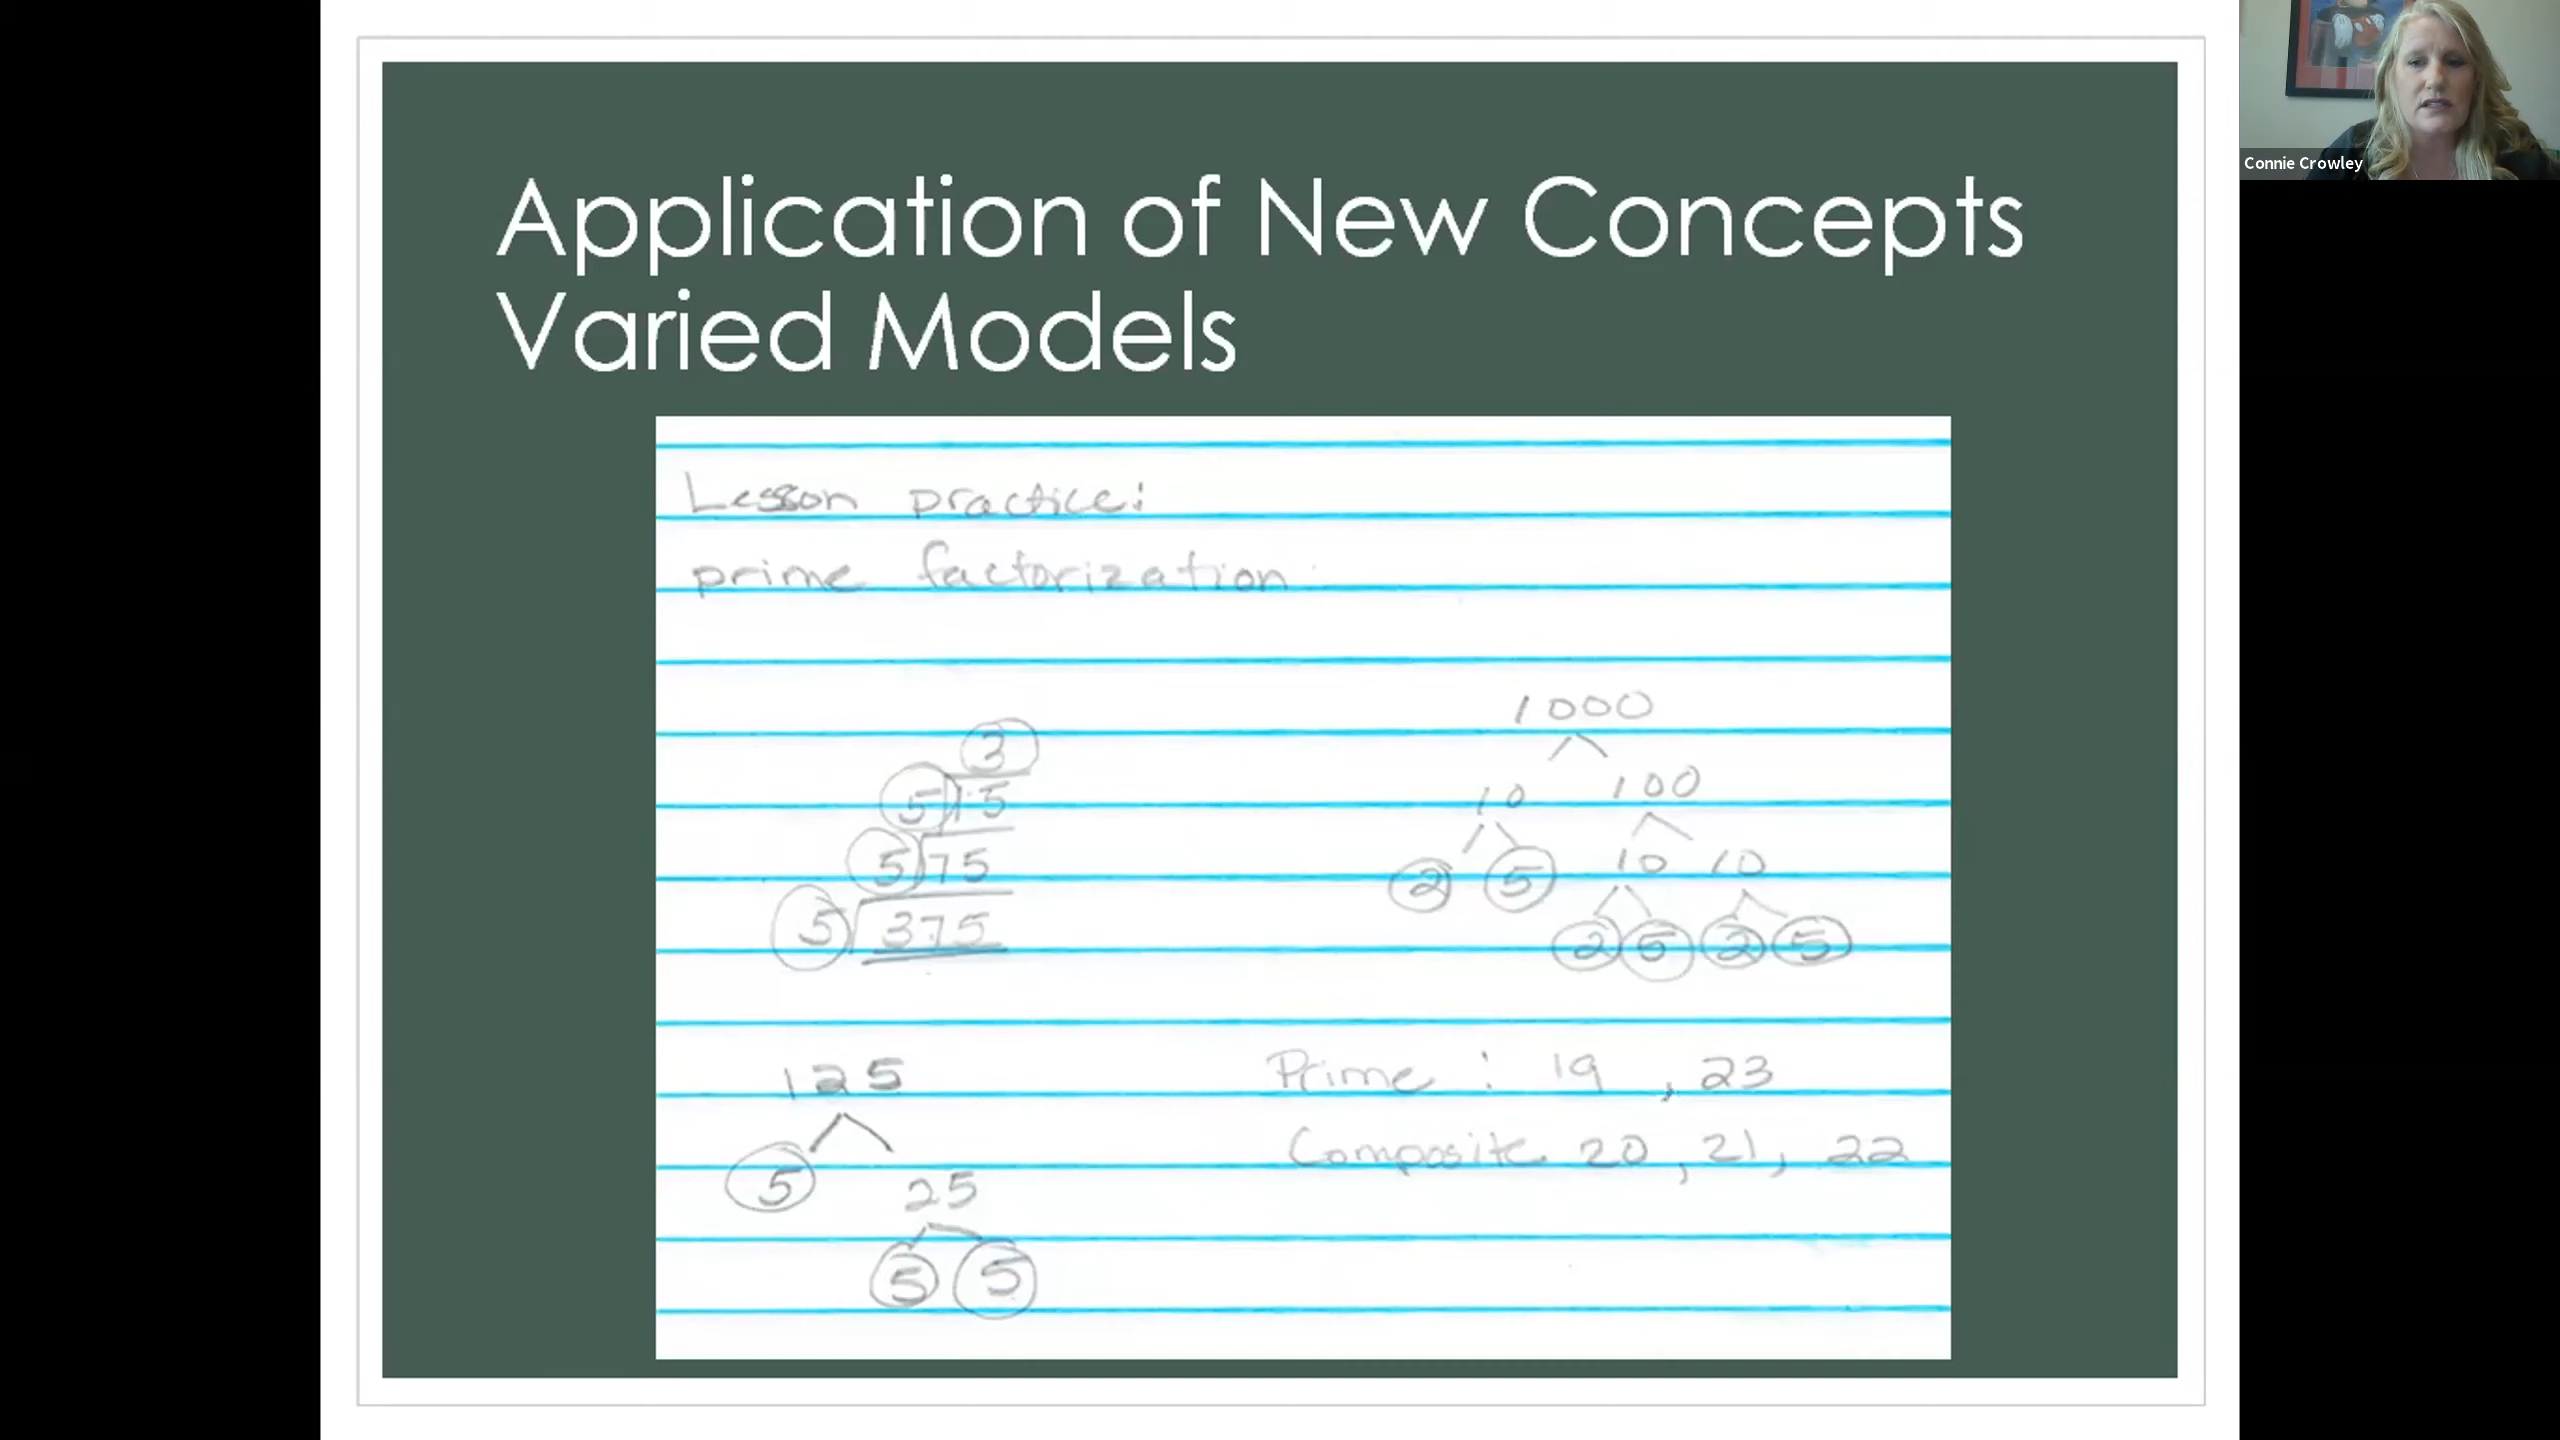 Application of New Concepts
Varied Models
Connie Crowley
Lesson practice:
prime factorization
3
5 15
5 75
5 375
1000
10 100
2 5 10 10
2 5 2 5
125
5 25
5 5
Prime : 19 , 23
Composite 20 , 21 , 22